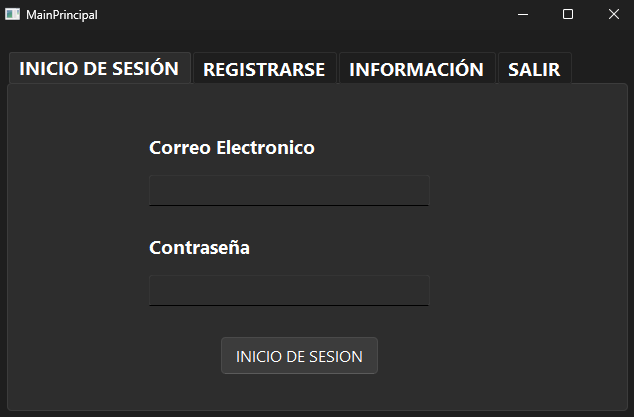 MainPrincipal
INICIO DE SESIÓN REGISTRARSE INFORMACIÓN SALIR
Correo Electronico
Contraseña
INICIO DE SESION